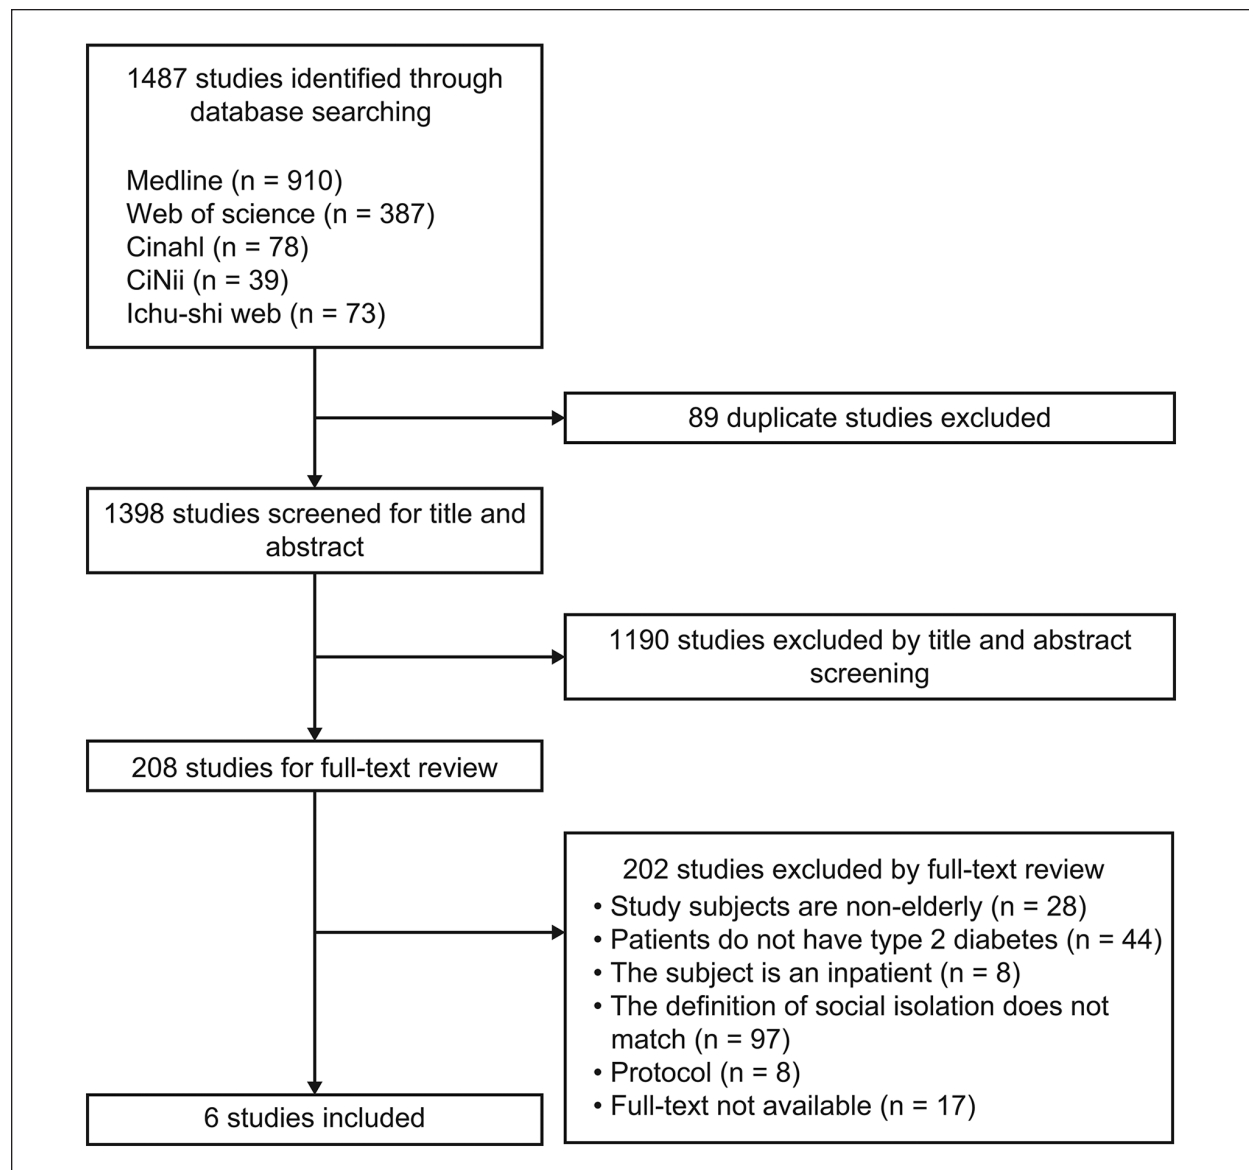 1487 studies identified through
database searching
Medline (n = 910)
Web of science (n = 387)
Cinahl (n = 78)
CiNii (n = 39)
Ichu-shi web (n = 73)
89 duplicate studies excluded
1398 studies screened for title and
abstract
1190 studies excluded by title and abstract
screening
208 studies for full-text review
202 studies excluded by full-text review
• Study subjects are non-elderly (n = 28)
• Patients do not have type 2 diabetes (n = 44)
• The subject is an inpatient (n = 8)
• The definition of social isolation does not
match (n = 97)
• Protocol (n = 8)
• Full-text not available (n = 17)
6 studies included